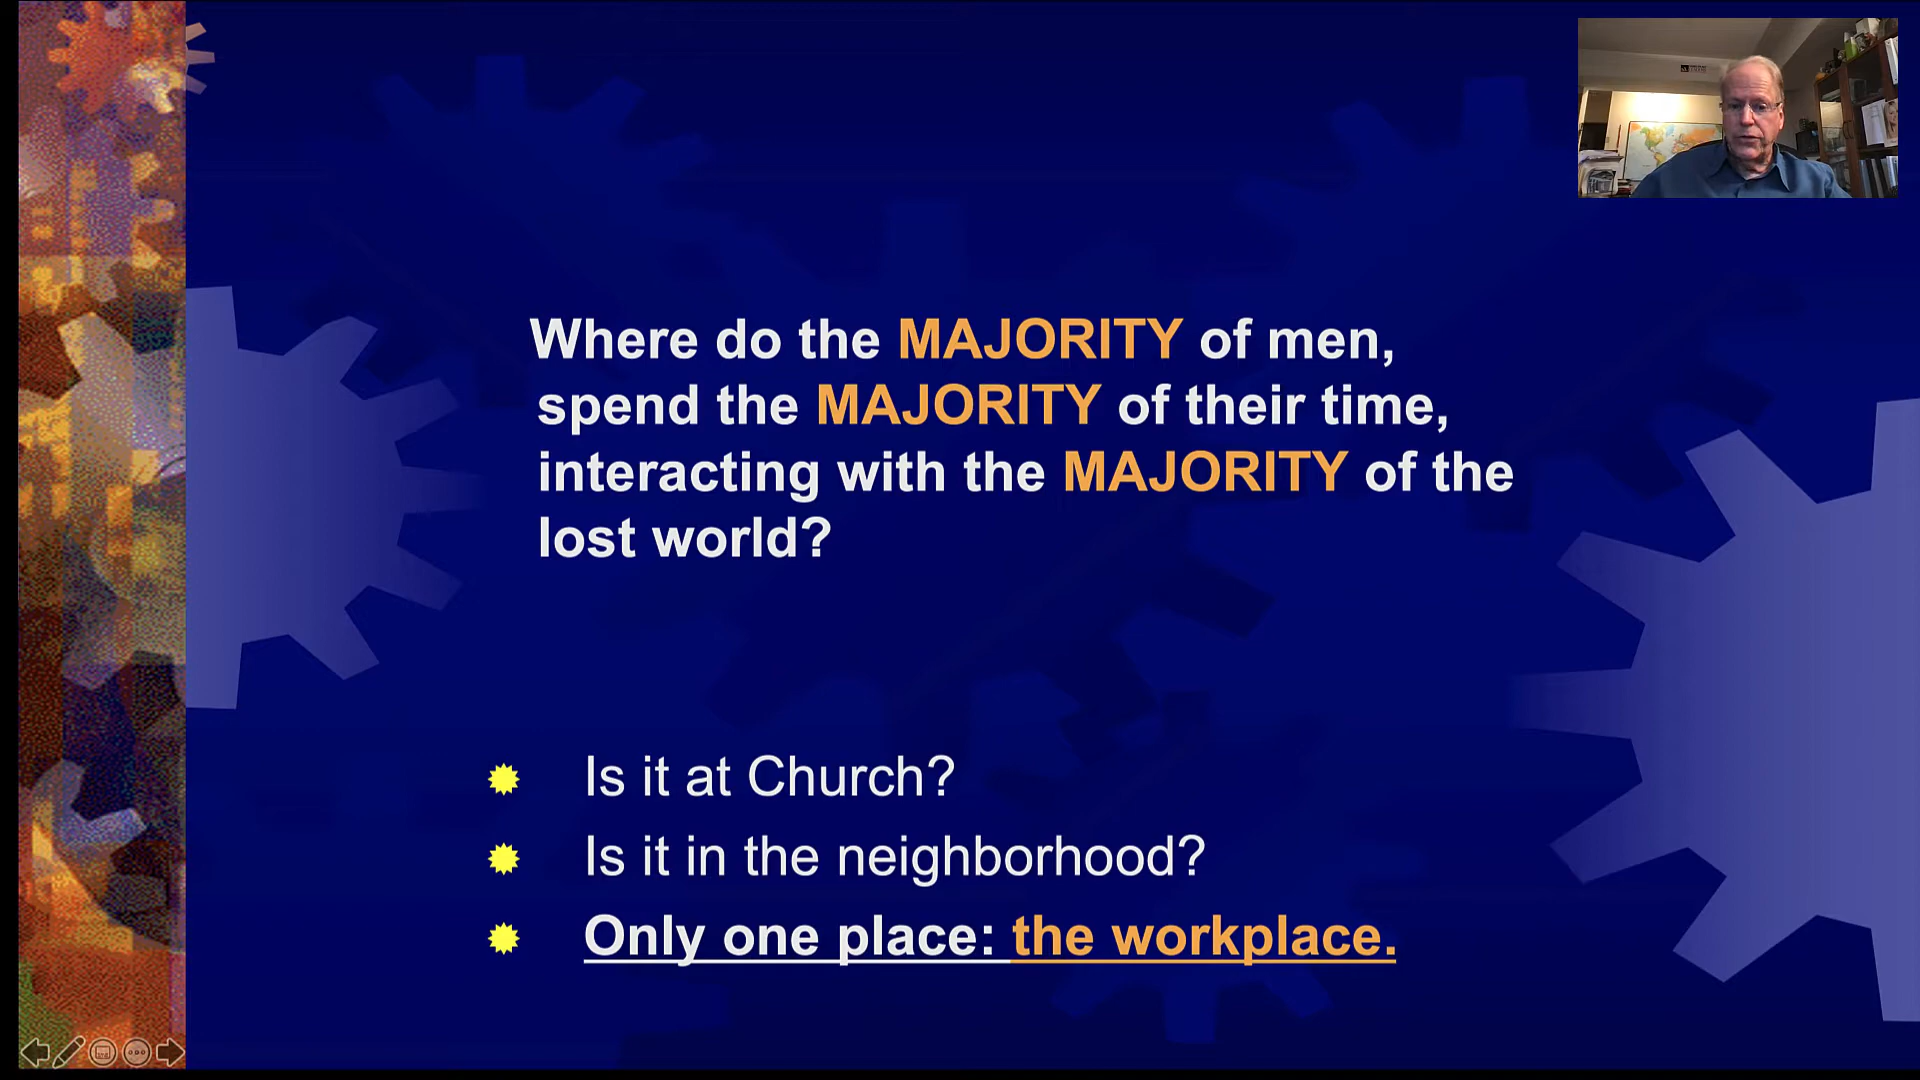 Where do the MAJORITY of men,
spend the MAJORITY of their time,
interacting with the MAJORITY of the
lost world?
Is it at Church?
Is it in the neighborhood?
Only one place: the workplace.